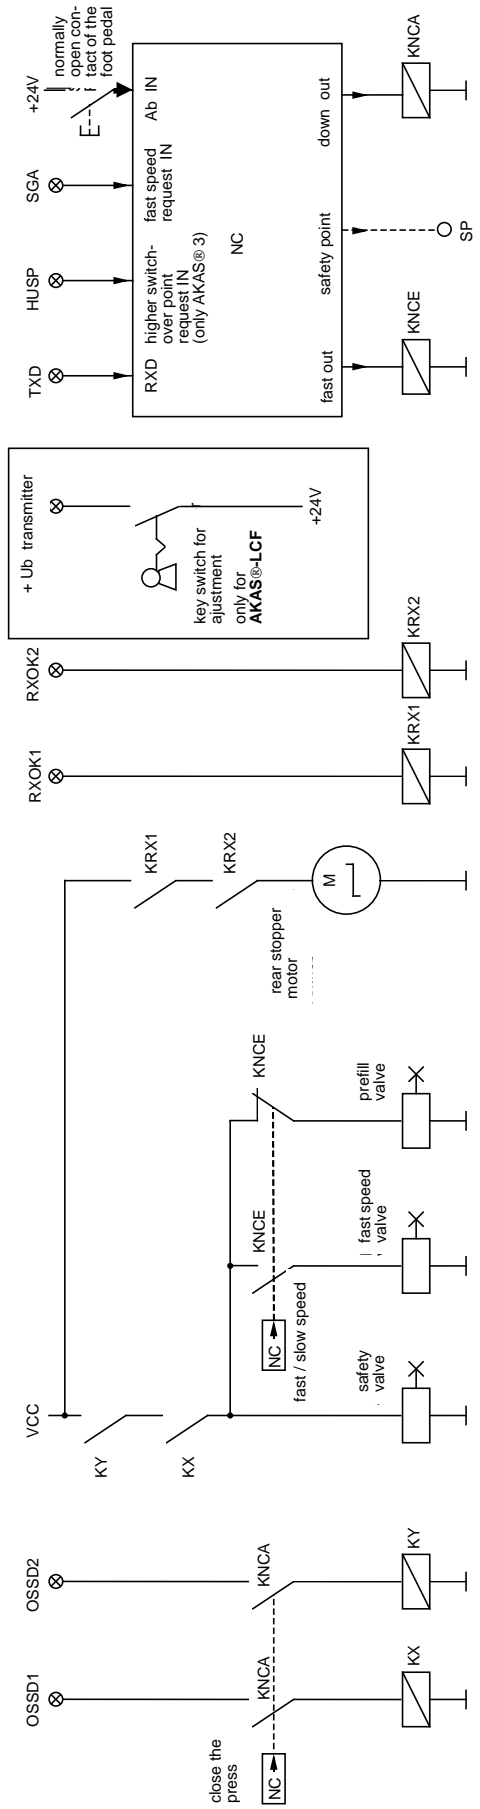 OSSD1
OSSD2
VCC
RXOK1
RXOK2
+ Ub transmitter
TXD
HUSP
SGA
+24V
normally
open con-
tact of the
foot pedal
close the
press
NC
KNCA
KNCA
KX
KY
KY
KX
NC
fast / slow speed
KNCE
KNCE
safety
valve
fast speed
valve
prefill
valve
KRX1
KRX2
M
rear stopper
motor
KRX1
KRX2
key switch for
ajustment
only for
AKAS®-LCF
+24V
RXD
higher switch-
over point
request IN
(only AKAS® 3)
fast speed
request IN
Ab IN
NC
fast out
safety point
down out
KNCE
SP
KNCA